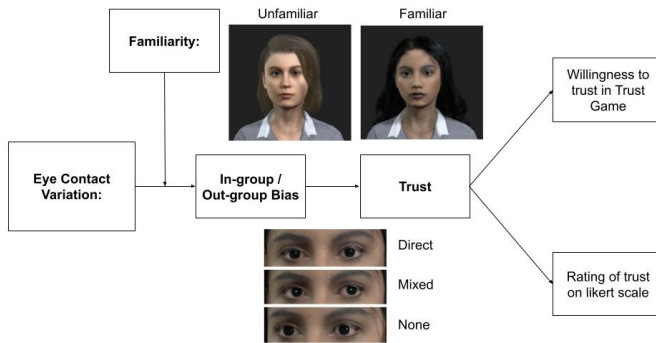 Unfamiliar
Familiar
Familiarity:
Willingness to
trust in Trust
Game
Eye Contact
Variation:
In-group /
Out-group Bias
Trust
Direct
Mixed
None
Rating of trust
on likert scale